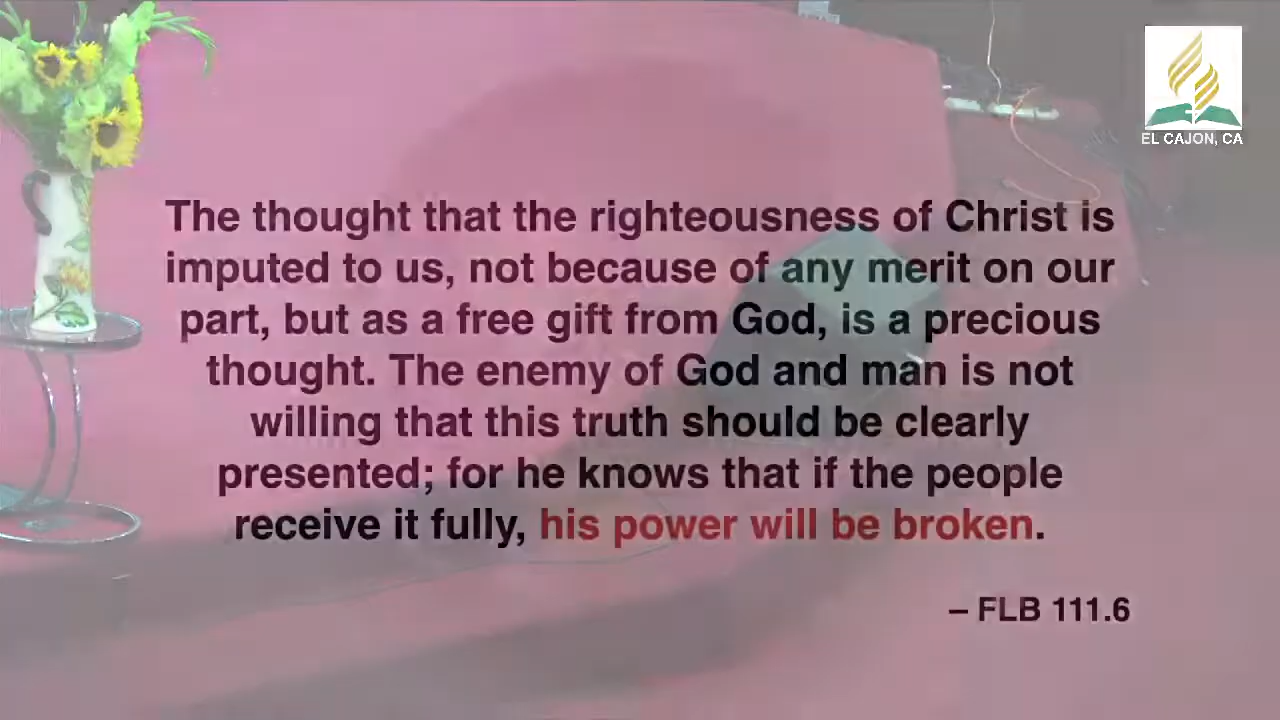 EL CAJON, CA
The thought that the righteousness of Christ is
imputed to us, not because of any merit on our
part, but as a free gift from God, is a precious
thought. The enemy of God and man is not
willing that this truth should be clearly
presented; for he knows that if the people
receive it fully, his power will be broken.
– FLB 111.6